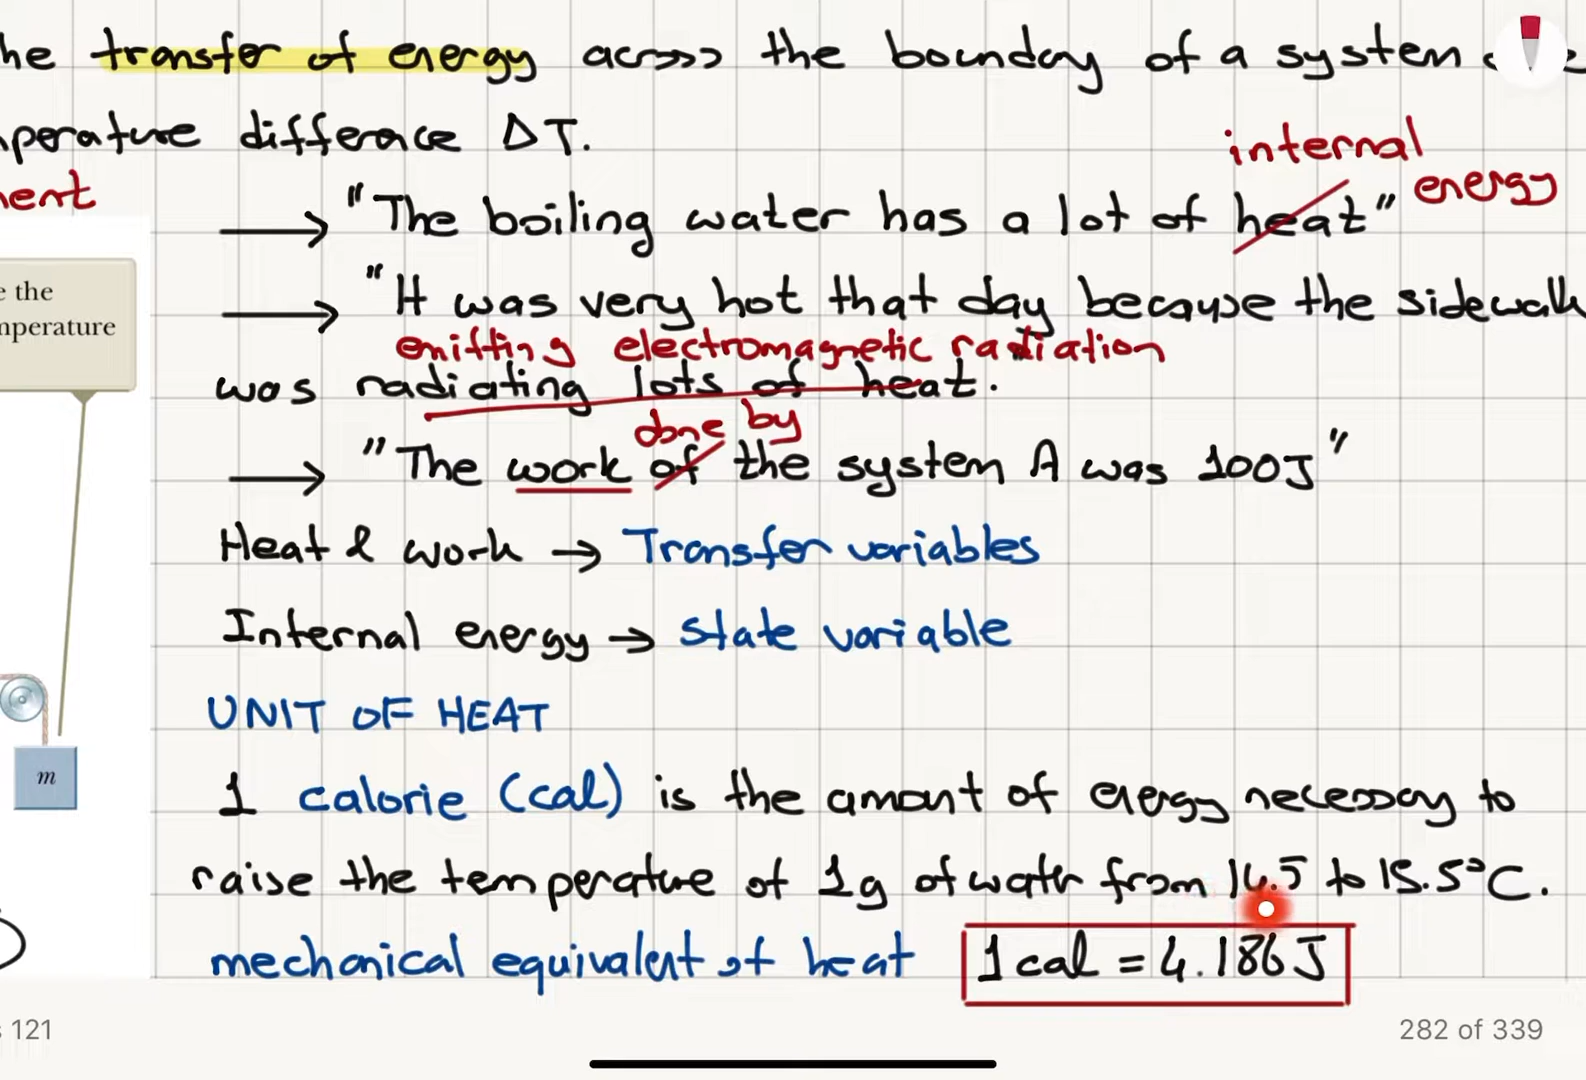 he transfer of energy across the boundary of a system
perature difference ΔT.
internal
ent
energy
"The boiling water has a lot of heat"
e the
"It was very hot that day because the sidewalk
mperature
emitting electromagnetic radiation
was radiating lots of heat.
done by
"The work of the system A was 100J"
Heat & work → Transfer variables
Internal energy → state variable
UNIT OF HEAT
m
1 calorie (cal) is the amount of energy necessary to
raise the temperature of 1g of water from 14.5 to 15.5°C.
mechanical equivalent of heat 1 cal = 4.186 J
s 121
282 of 339